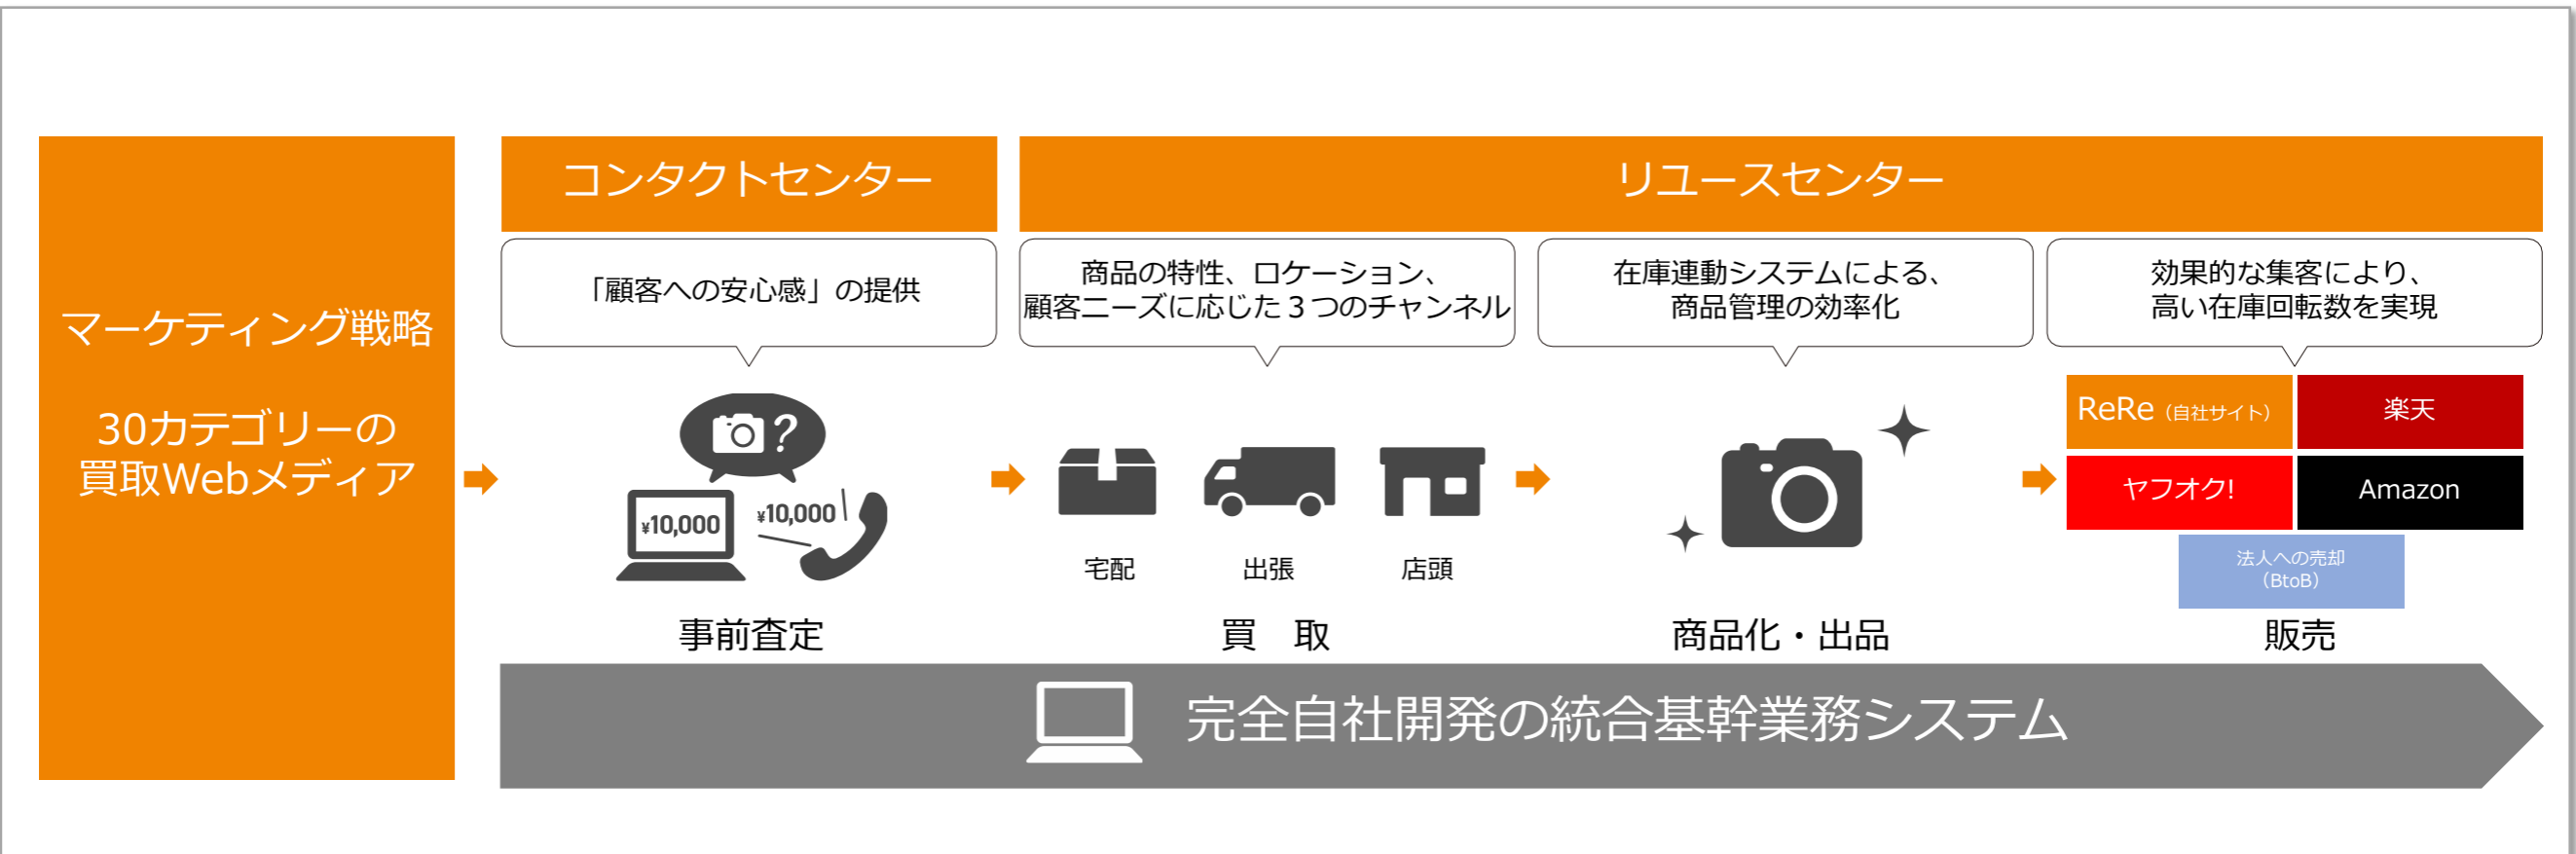 マーケティング戦略
30カテゴリーの
買取Webメディア
コンタクトセンター
「顧客への安心感」の提供
?
¥10,000
¥10,000
事前査定
リユースセンター
商品の特性、ロケーション、
顧客ニーズに応じた３つのチャンネル
宅配
出張
店頭
買　取
在庫連動システムによる、
商品管理の効率化
商品化・出品
効果的な集客により、
高い在庫回転数を実現
ReRe（自社サイト）
楽天
ヤフオク!
Amazon
法人への売却
（BtoB）
販売
完全自社開発の統合基幹業務システム